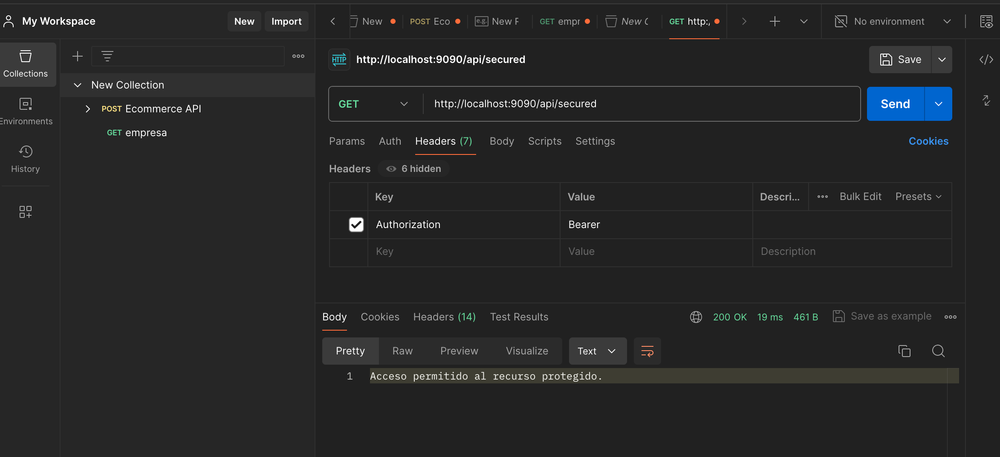 My Workspace
New
Import
New
POST Eco
e.g. New F
GET empr
New C
GET http:/
No environment
Collections
Environments
History
New Collection
POST Ecommerce API
GET empresa
HTTP http://localhost:9090/api/secured
Save
GET http://localhost:9090/api/secured
Send
Params Auth Headers (7) Body Scripts Settings
Cookies
Headers 6 hidden
Key Value Descri... Bulk Edit Presets
Authorization Bearer
Key Value Description
Body Cookies Headers (14) Test Results
200 OK 19 ms 461 B Save as example
Pretty Raw Preview Visualize Text
1 Acceso permitido al recurso protegido.